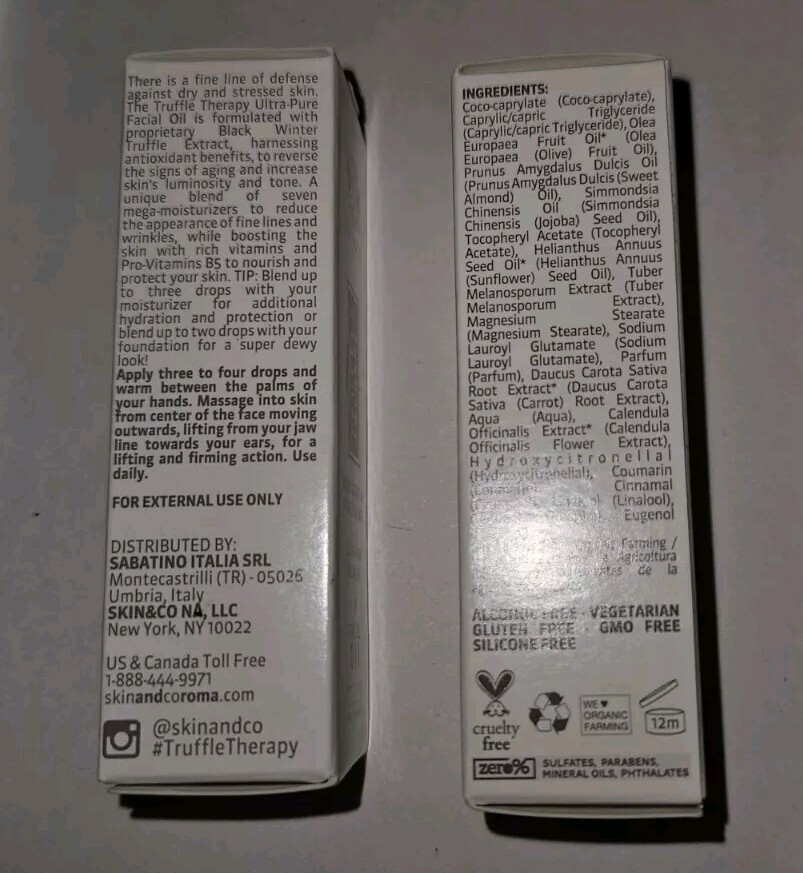 There is a fine line of defense
against dry and stressed skin.
The Truffle Therapy Ultra-Pure
Facial Oil is formulated with
proprietary Black Winter
Truffle Extract, harnessing
antioxidant benefits, to reverse
the signs of aging and increase
skin's luminosity and tone. A
unique blend of seven
mega-moisturizers to reduce
the appearance of fine lines and
wrinkles, while boosting the
skin with rich vitamins and
Pro-Vitamins B5 to nourish and
protect your skin. TIP: Blend up
to three drops with your
moisturizer for additional
hydration and protection or
blend up to two drops with your
foundation for a super dewy
look!
Apply three to four drops and
warm between the palms of
your hands. Massage into skin
from center of the face moving
outwards, lifting from your jaw
line towards your ears, for a
lifting and firming action. Use
daily.
FOR EXTERNAL USE ONLY
DISTRIBUTED BY:
SABATINO ITALIA SRL
Montecastrilli (TR) - 05026
Umbria, Italy
SKIN&CO NA, LLC
New York, NY 10022
US & Canada Toll Free
1-888-444-9971
skinandcoroma.com
@skinandco
#TruffleTherapy
INGREDIENTS:
Coco-caprylate (Coco-caprylate),
Caprylic/capric Triglyceride
(Caprylic/capric Triglyceride), Olea
Europaea Fruit Oil* (Olea
Europaea (Olive) Fruit Oil),
Prunus Amygdalus Dulcis Oil
(Prunus Amygdalus Dulcis (Sweet
Almond) Oil), Simmondsia
Chinensis Oil (Simmondsia
Chinensis (Jojoba) Seed Oil),
Tocopheryl Acetate (Tocopheryl
Acetate), Helianthus Annuus
Seed Oil* (Helianthus Annuus
(Sunflower) Seed Oil), Tuber
Melanosporum Extract (Tuber
Melanosporum Extract),
Magnesium Stearate
(Magnesium Stearate), Sodium
Lauroyl Glutamate (Sodium
Lauroyl Glutamate), Parfum
(Parfum), Daucus Carota Sativa
Root Extract* (Daucus Carota
Sativa (Carrot) Root Extract),
Aqua (Aqua), Calendula
Officinalis Extract* (Calendula
Officinalis Flower Extract),
Hydroxycitronellal
(Hydroxycitronellal), Coumarin
Cinnamal
(Linalool),
Eugenol
Farming /
Agricoltura
de la
ALCOHOL FREE · VEGETARIAN
GLUTEN FREE · GMO FREE
SILICONE FREE
cruelty
free
WE ♥
ORGANIC
FARMING
12m
zero% SULFATES, PARABENS,
MINERAL OILS, PHTHALATES